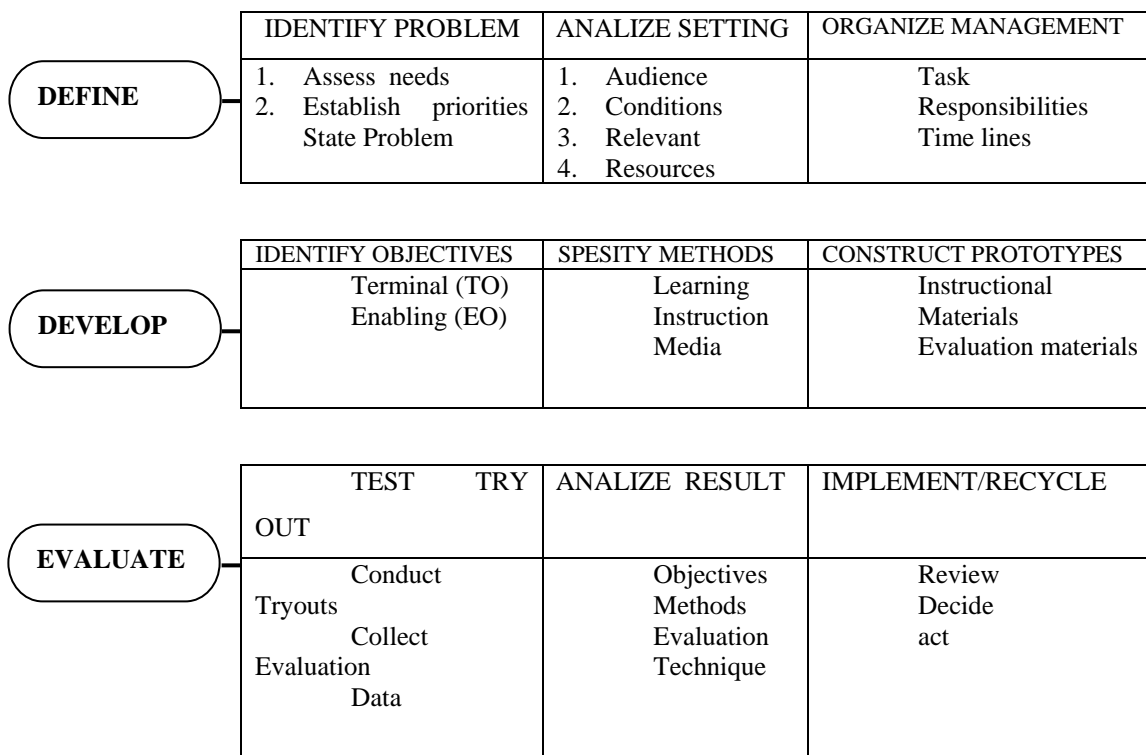 DEFINE
IDENTIFY PROBLEM
1. Assess needs
2. Establish priorities
State Problem
ANALIZE SETTING
1. Audience
2. Conditions
3. Relevant
4. Resources
ORGANIZE MANAGEMENT
Task
Responsibilities
Time lines
DEVELOP
IDENTIFY OBJECTIVES
Terminal (TO)
Enabling (EO)
SPESITY METHODS
Learning
Instruction
Media
CONSTRUCT PROTOTYPES
Instructional
Materials
Evaluation materials
EVALUATE
TEST TRY
OUT
Conduct
Tryouts
Collect
Evaluation
Data
ANALIZE RESULT
Objectives
Methods
Evaluation
Technique
IMPLEMENT/RECYCLE
Review
Decide
act